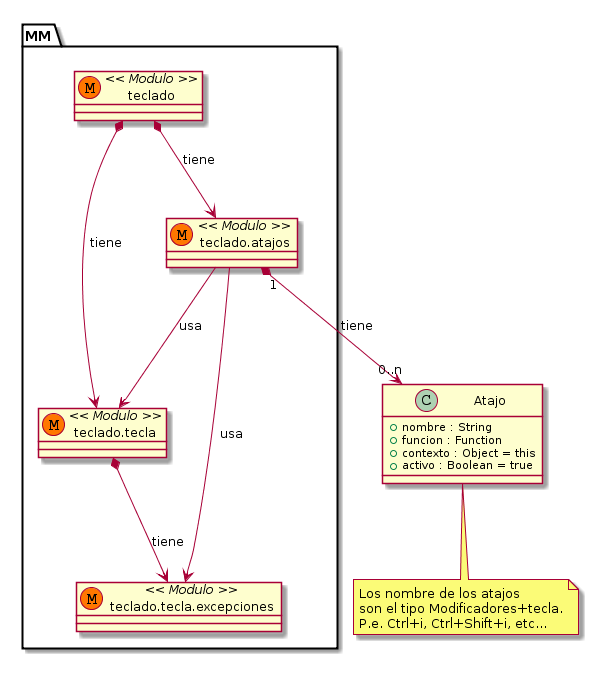 MM
M
<< Modulo >>
teclado
tiene
tiene
M
<< Modulo >>
teclado.atajos
1
usa
tiene
0..n
C
Atajo
nombre : String
funcion : Function
contexto : Object = this
activo : Boolean = true
M
<< Modulo >>
teclado.tecla
usa
tiene
M
<< Modulo >>
teclado.tecla.excepciones
Los nombre de los atajos
son el tipo Modificadores+tecla.
P.e. Ctrl+i, Ctrl+Shift+i, etc...